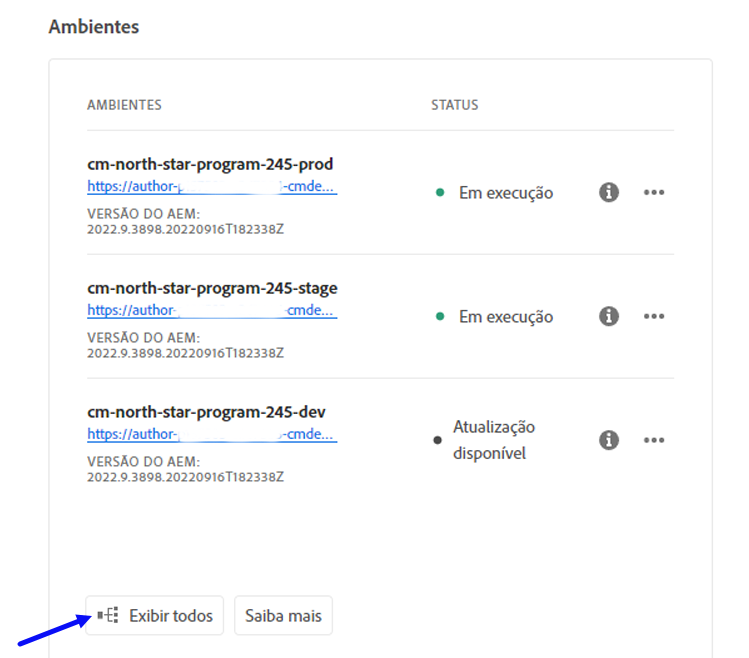 Ambientes
AMBIENTES STATUS
cm-north-star-program-245-prod
https://author- -cmde...
VERSÃO DO AEM:
2022.9.3898.20220916T182338Z
Em execução
cm-north-star-program-245-stage
https://author- cmde...
VERSÃO DO AEM:
2022.9.3898.20220916T182338Z
Em execução
cm-north-star-program-245-dev
https://author- -cmde...
VERSÃO DO AEM:
2022.9.3898.20220916T182338Z
Atualização
disponível
Exibir todos Saiba mais